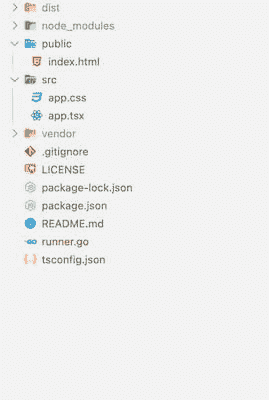 dist
node_modules
public
index.html
src
app.css
app.tsx
vendor
.gitignore
LICENSE
package-lock.json
package.json
README.md
runner.go
tsconfig.json